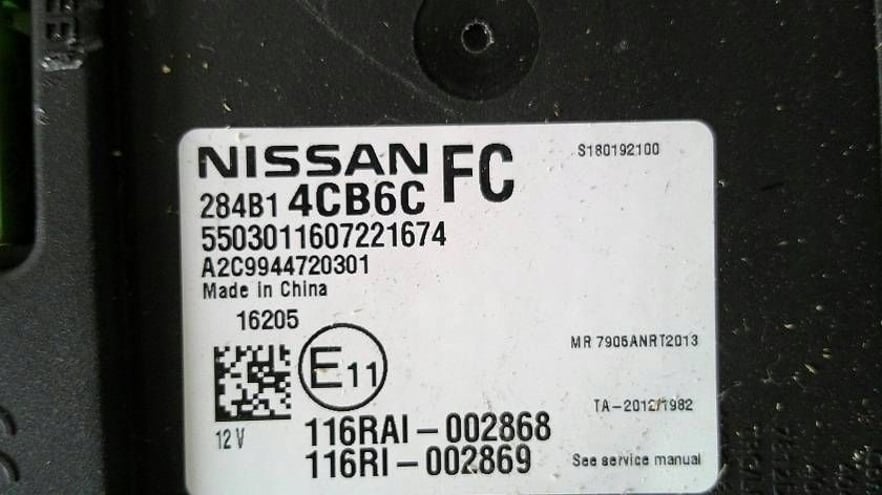 NISSAN FC
S180192100
284B1 4CB6C
5503011607221674
A2C9944720301
Made in China
16205
MR 7905ANRT2013
E11
TA-2012/1982
12V
116RAI-002868
116RI-002869
See service manual